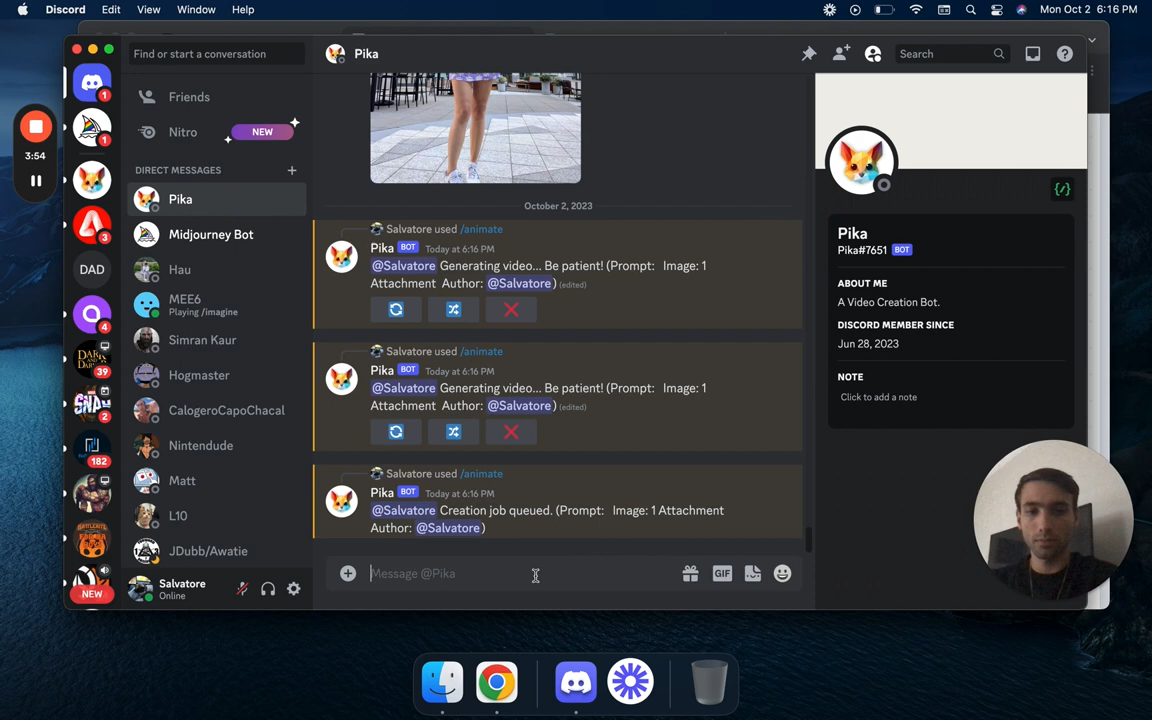 Discord Edit View Window Help
Mon Oct 2 6:16 PM
3:54
Find or start a conversation
Pika
Search
1
Friends
1
Nitro
NEW
DIRECT MESSAGES
Pika
Midjourney Bot
3
DAD
Hau
4
MEE6
Playing /imagine
Simran Kaur
39
Hogmaster
2
CalogeroCapoChacal
182
Nintendude
Matt
L10
JDubb/Awatie
NEW
Salvatore
Online
October 2, 2023
Salvatore used /animate
Pika BOT Today at 6:16 PM
@Salvatore Generating video... Be patient! (Prompt: Image: 1
Attachment Author: @Salvatore) (edited)
Salvatore used /animate
Pika BOT Today at 6:16 PM
@Salvatore Generating video... Be patient! (Prompt: Image: 1
Attachment Author: @Salvatore) (edited)
Salvatore used /animate
Pika BOT Today at 6:16 PM
@Salvatore Creation job queued. (Prompt: Image: 1 Attachment
Author: @Salvatore)
Message @Pika
GIF
{/}
Pika
Pika#7651 BOT
ABOUT ME
A Video Creation Bot.
DISCORD MEMBER SINCE
Jun 28, 2023
NOTE
Click to add a note